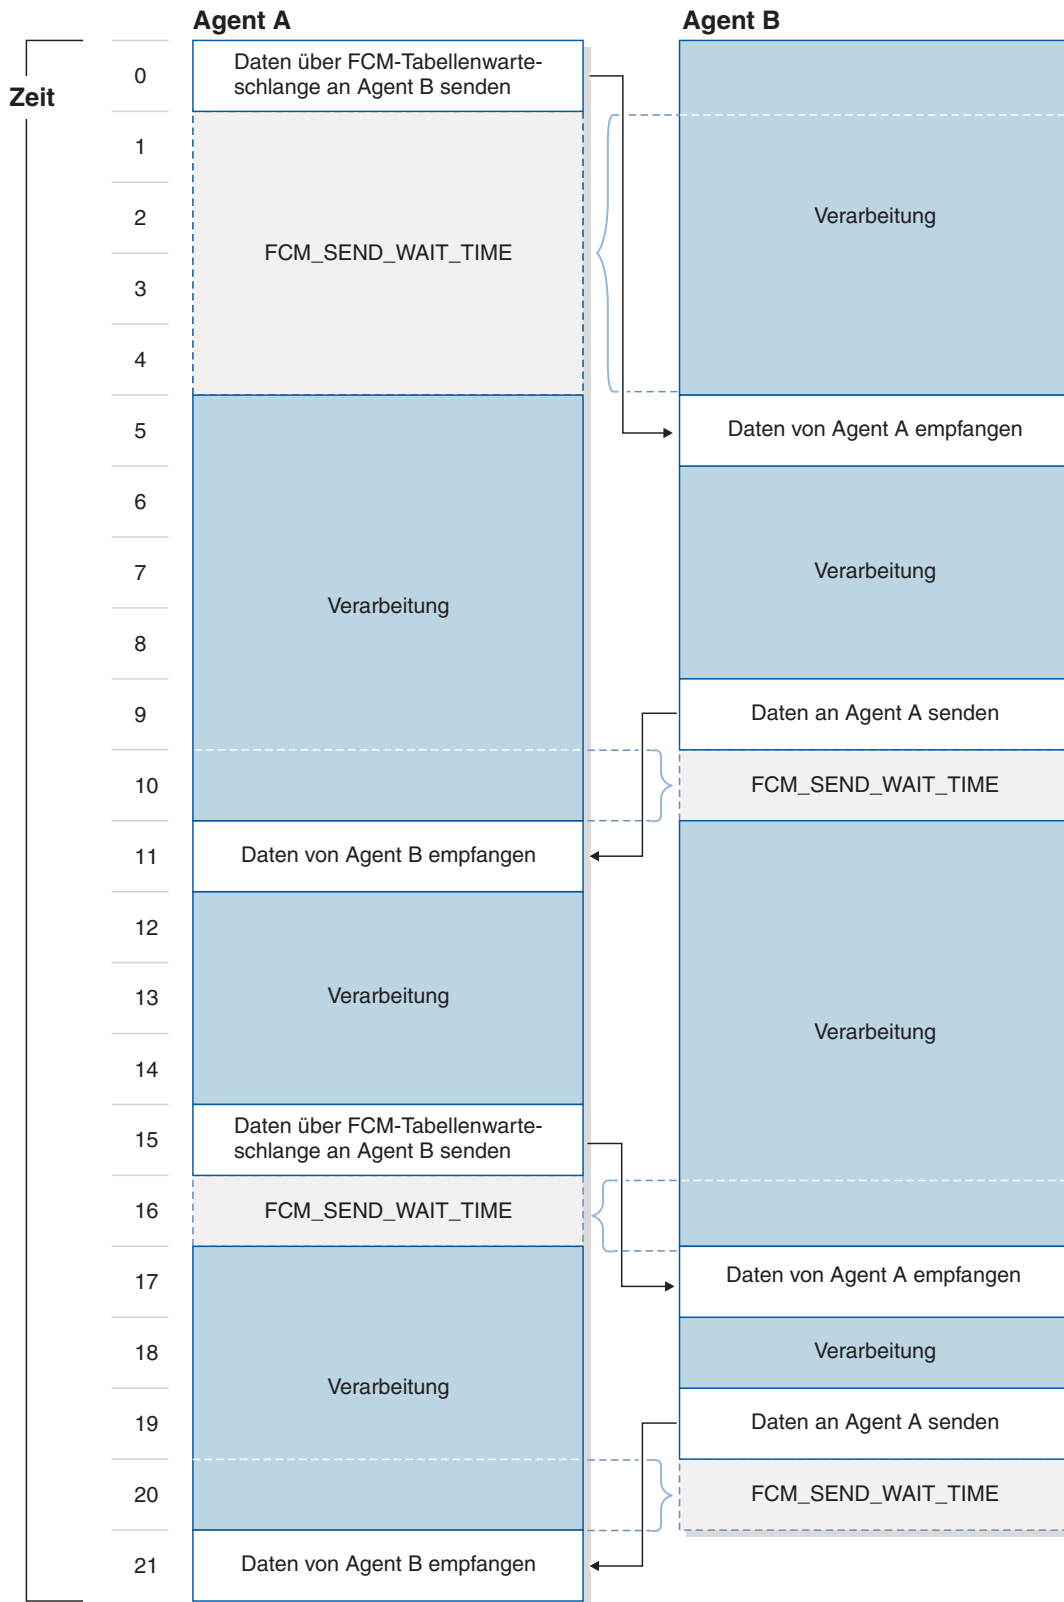 Agent A
Agent B
Zeit
0
Daten über FCM-Tabellenwarte-
schlange an Agent B senden
1
2
Verarbeitung
FCM_SEND_WAIT_TIME
3
4
5
Daten von Agent A empfangen
6
7
Verarbeitung
Verarbeitung
8
9
Daten an Agent A senden
10
FCM_SEND_WAIT_TIME
11
Daten von Agent B empfangen
12
13
Verarbeitung
Verarbeitung
14
15
Daten über FCM-Tabellenwarte-
schlange an Agent B senden
16
FCM_SEND_WAIT_TIME
17
Daten von Agent A empfangen
18
Verarbeitung
Verarbeitung
19
Daten an Agent A senden
20
FCM_SEND_WAIT_TIME
21
Daten von Agent B empfangen